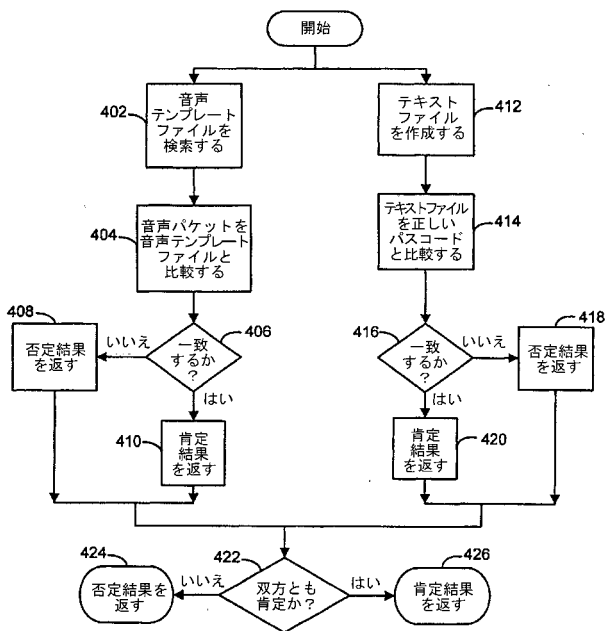 開始
402
音声
テンプレート
ファイルを
検索する
412
テキスト
ファイル
を作成する
404
音声パケットを
音声テンプレート
ファイルと
比較する
414
テキストファイル
を正しい
パスコード
と比較する
406
一致
するか
?
いいえ
はい
408
否定結果
を返す
410
肯定
結果
を返す
416
一致
するか
?
いいえ
はい
418
否定結果
を返す
420
肯定
結果
を返す
422
双方とも
肯定か?
いいえ
はい
424
否定結果を
返す
426
肯定結果
を返す